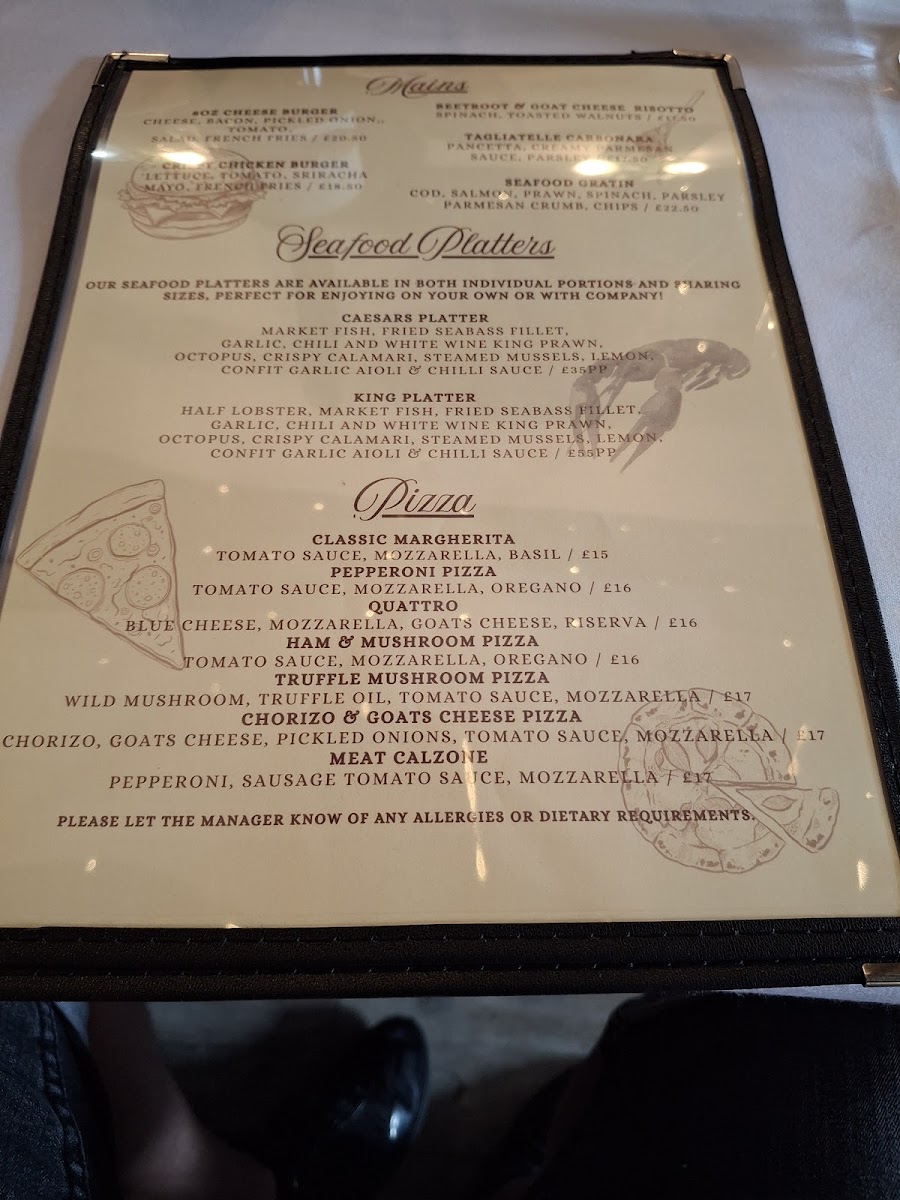 Mains
8OZ CHEESE BURGER
CHEESE, BACON, PICKLED ONION,,
TOMATO,
SALAD, FRENCH FRIES / £20.50
CHICKEN BURGER
LETTUCE, TOMATO, SRIRACHA
MAYO, FRENCH FRIES / £18.50
BEETROOT & GOAT CHEESE RISOTTO
SPINACH, TOASTED WALNUTS /
TAGLIATELLE CARBONARA
PANCETTA, CREAMY PARMESAN
SAUCE, PARSLEY / £17.50
SEAFOOD GRATIN
COD, SALMON, PRAWN, SPINACH, PARSLEY
PARMESAN CRUMB, CHIPS / £22.50
Seafood Platters
OUR SEAFOOD PLATTERS ARE AVAILABLE IN BOTH INDIVIDUAL PORTIONS AND SHARING
SIZES, PERFECT FOR ENJOYING ON YOUR OWN OR WITH COMPANY!
CAESARS PLATTER
MARKET FISH, FRIED SEABASS FILLET,
GARLIC, CHILI AND WHITE WINE KING PRAWN,
OCTOPUS, CRISPY CALAMARI, STEAMED MUSSELS, LEMON,
CONFIT GARLIC AIOLI & CHILLI SAUCE / £35PP
KING PLATTER
HALF LOBSTER, MARKET FISH, FRIED SEABASS FILLET,
GARLIC, CHILI AND WHITE WINE KING PRAWN,
OCTOPUS, CRISPY CALAMARI, STEAMED MUSSELS, LEMON,
CONFIT GARLIC AIOLI & CHILLI SAUCE / £55PP
Pizza
CLASSIC MARGHERITA
TOMATO SAUCE, MOZZARELLA, BASIL / £15
PEPPERONI PIZZA
TOMATO SAUCE, MOZZARELLA, OREGANO / £16
QUATTRO
BLUE CHEESE, MOZZARELLA, GOATS CHEESE, RISERVA / £16
HAM & MUSHROOM PIZZA
TOMATO SAUCE, MOZZARELLA, OREGANO / £16
TRUFFLE MUSHROOM PIZZA
WILD MUSHROOM, TRUFFLE OIL, TOMATO SAUCE, MOZZARELLA / £17
CHORIZO & GOATS CHEESE PIZZA
CHORIZO, GOATS CHEESE, PICKLED ONIONS, TOMATO SAUCE, MOZZARELLA / £17
MEAT CALZONE
PEPPERONI, SAUSAGE TOMATO SAUCE, MOZZARELLA / £17
PLEASE LET THE MANAGER KNOW OF ANY ALLERGIES OR DIETARY REQUIREMENTS.